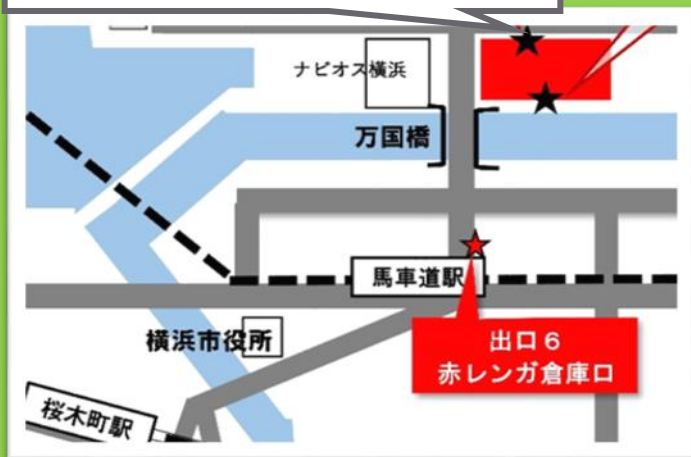 ナビオス横浜
万国橋
馬車道駅
横浜市役所
出口６
赤レンガ倉庫口
桜木町駅